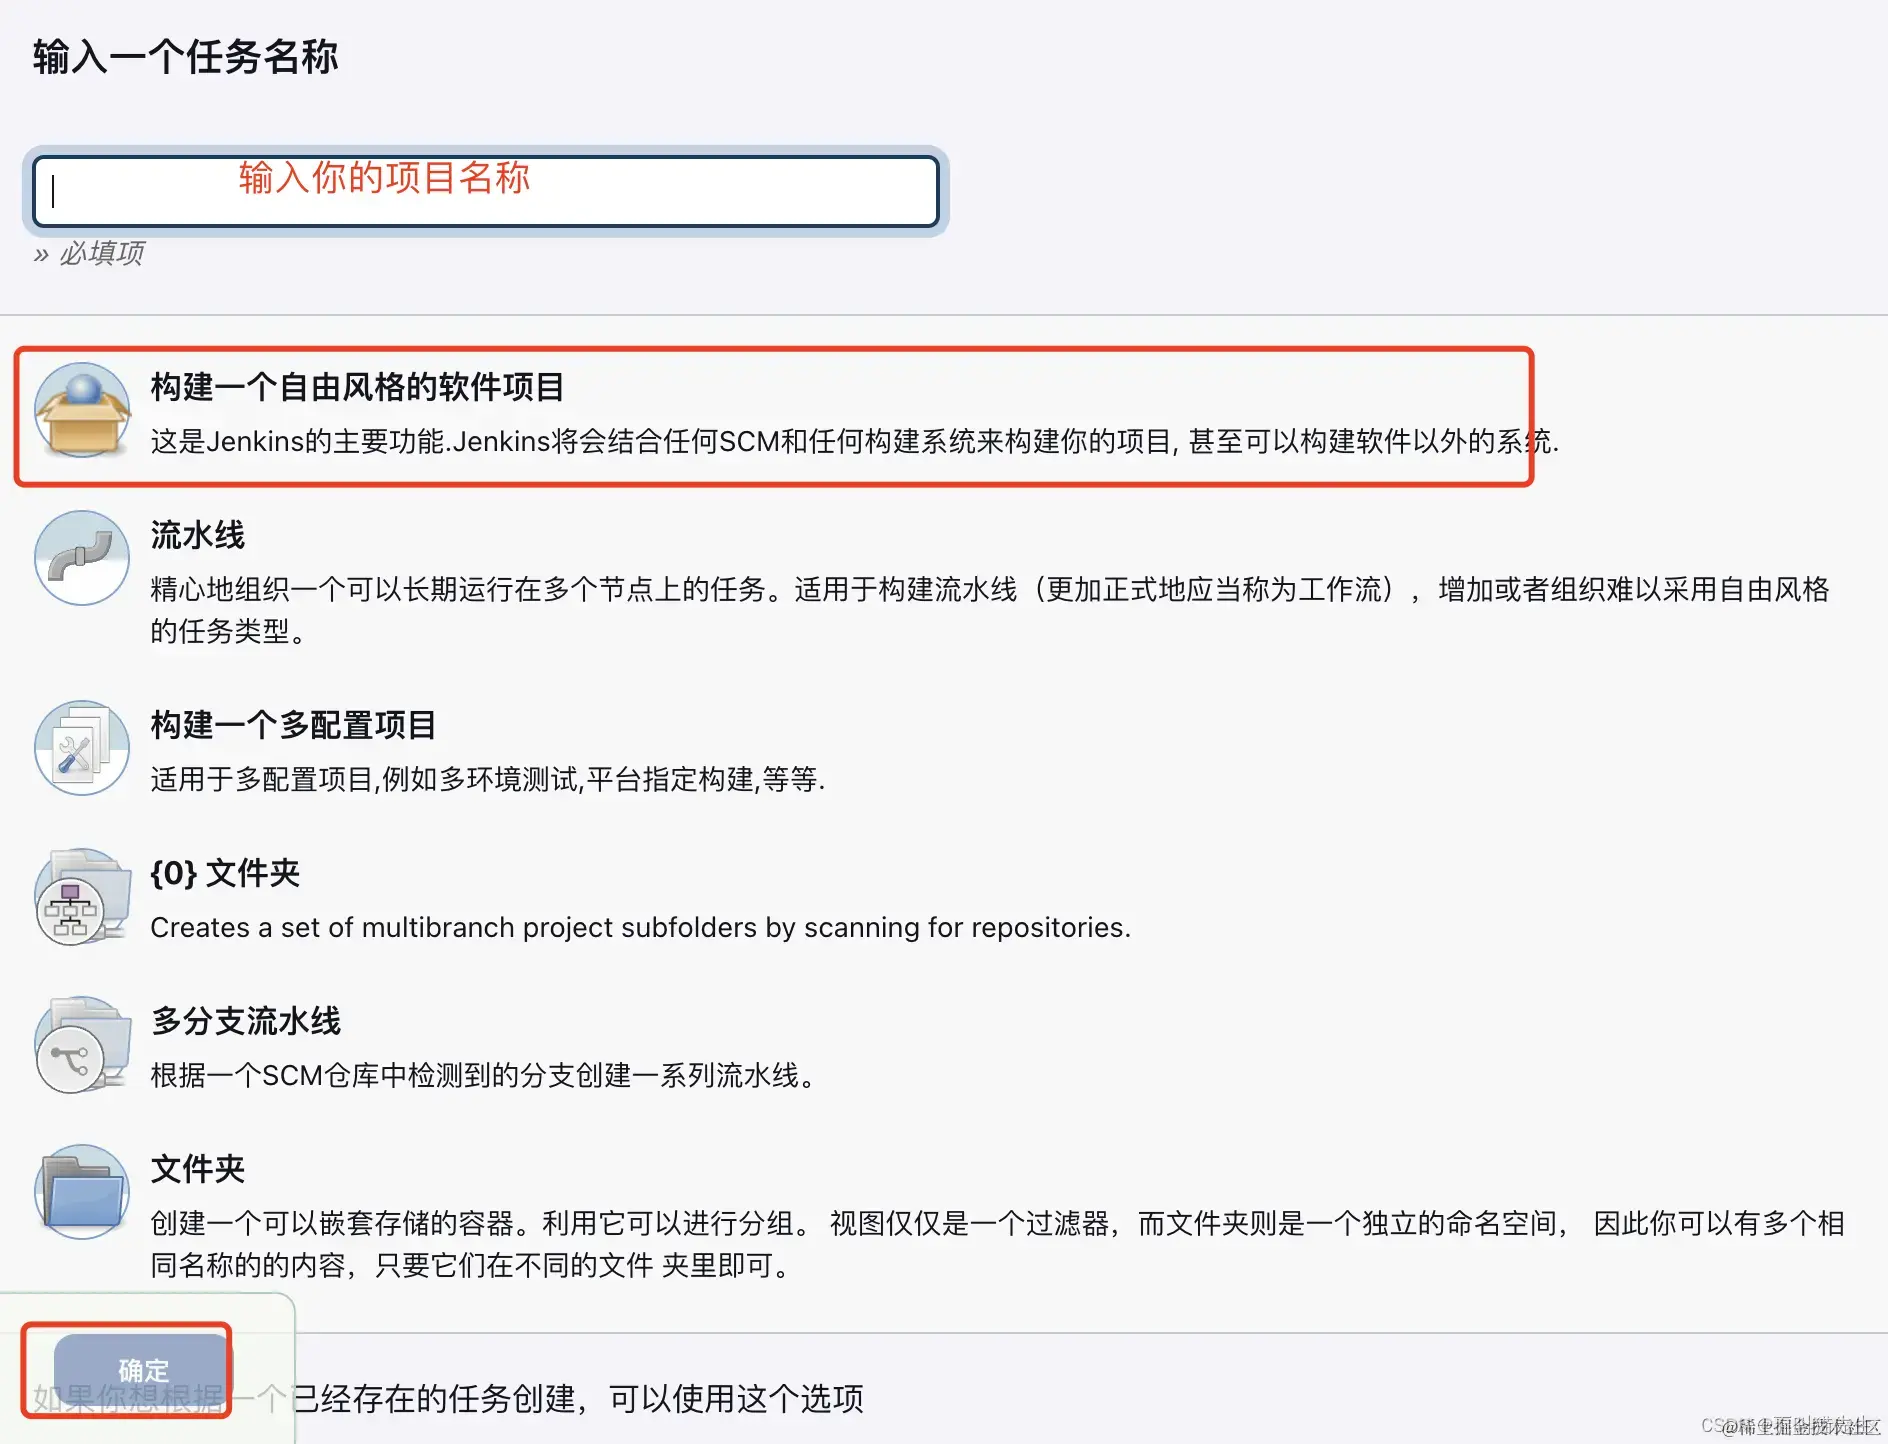 输入一个任务名称
输入你的项目名称
» 必填项
构建一个自由风格的软件项目
这是Jenkins的主要功能.Jenkins将会结合任何SCM和任何构建系统来构建你的项目, 甚至可以构建软件以外的系统.
流水线
精心地组织一个可以长期运行在多个节点上的任务。适用于构建流水线（更加正式地应当称为工作流），增加或者组织难以采用自由风格
的任务类型。
构建一个多配置项目
适用于多配置项目,例如多环境测试,平台指定构建,等等.
{0} 文件夹
Creates a set of multibranch project subfolders by scanning for repositories.
多分支流水线
根据一个SCM仓库中检测到的分支创建一系列流水线。
文件夹
创建一个可以嵌套存储的容器。利用它可以进行分组。 视图仅仅是一个过滤器，而文件夹则是一个独立的命名空间， 因此你可以有多个相
同名称的的内容，只要它们在不同的文件 夹里即可。
确定
如果你想根据一个已经存在的任务创建，可以使用这个选项
@稀土掘金技术社区